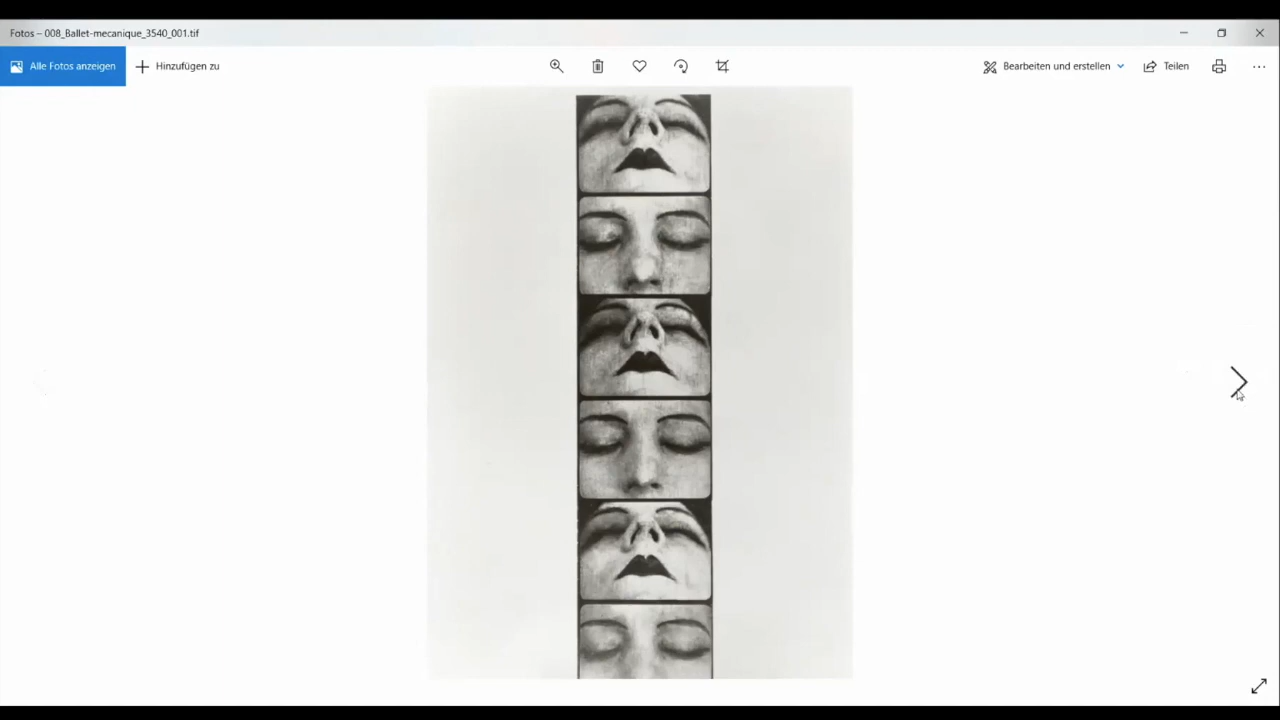 Fotos – 008_Ballet-mecanique_3540_001.tif
Alle Fotos anzeigen
Hinzufügen zu
Bearbeiten und erstellen
Teilen